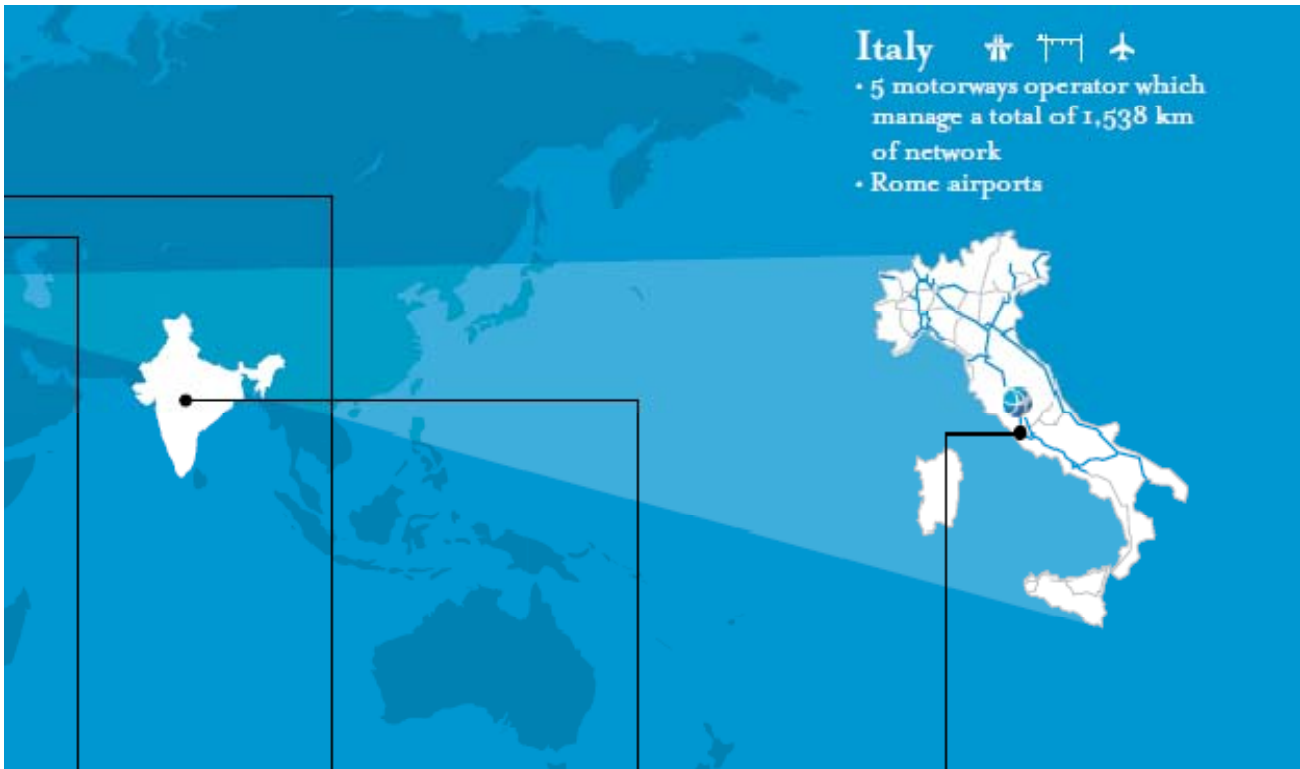 Italy
• 5 motorways operator which
manage a total of 1,538 km
of network
• Rome airports